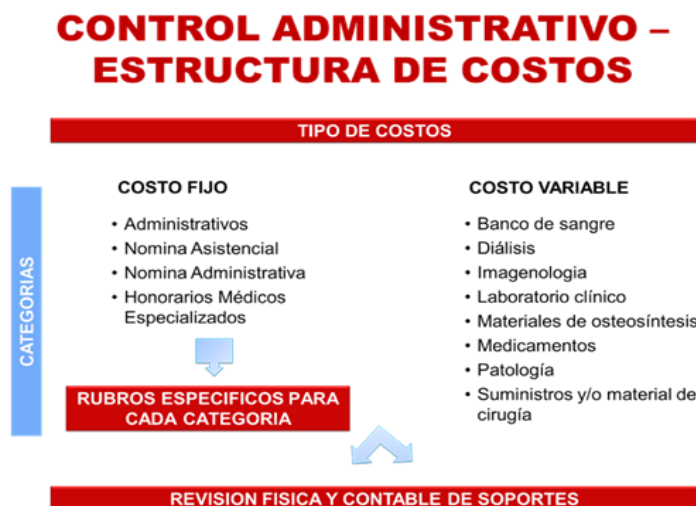 CONTROL ADMINISTRATIVO –
ESTRUCTURA DE COSTOS
TIPO DE COSTOS
CATEGORIAS
COSTO FIJO
• Administrativos
• Nomina Asistencial
• Nomina Administrativa
• Honorarios Médicos
Especializados
RUBROS ESPECIFICOS PARA
CADA CATEGORIA
COSTO VARIABLE
• Banco de sangre
• Diálisis
• Imagenologia
• Laboratorio clínico
• Materiales de osteosíntesis
• Medicamentos
• Patología
• Suministros y/o material de
cirugía
REVISION FISICA Y CONTABLE DE SOPORTES